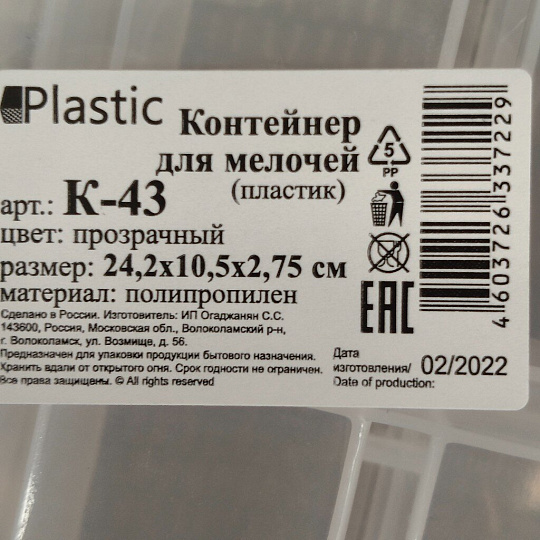 Plastic
Контейнер
для мелочей
(пластик)
арт.: К-43
цвет: прозрачный
размер: 24,2х10,5х2,75 см
материал: полипропилен
Сделано в России. Изготовитель: ИП Огаджанян С.С.
143600, Россия, Московская обл., Волоколамский р-н,
г. Волоколамск, ул. Возмище, д. 56.
Предназначен для упаковки продукции бытового назначения.
Хранить вдали от открытого огня. Срок годности не ограничен.
Все права защищены. © All rights reserved
5
PP
EAC
Дата
изготовления/ 02/2022
Date of production:
4603726337229